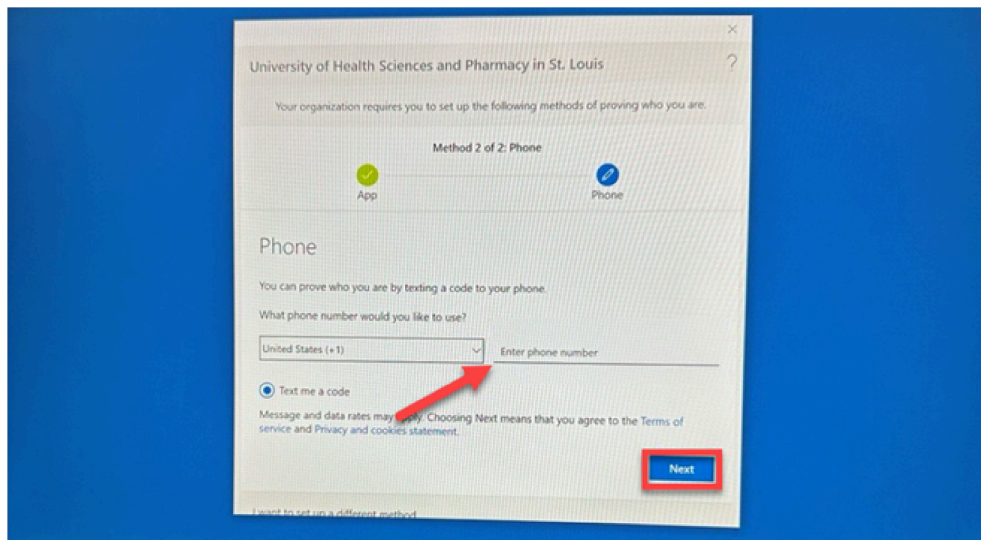 University of Health Sciences and Pharmacy in St. Louis
?
Your organization requires you to set up the following methods of proving who you are.
Method 2 of 2: Phone
App
Phone
Phone
You can prove who you are by texting a code to your phone.
What phone number would you like to use?
United States (+1)
Enter phone number
Text me a code
Message and data rates may apply. Choosing Next means that you agree to the Terms of
service and Privacy and cookies statement.
Next
I want to set up a different method